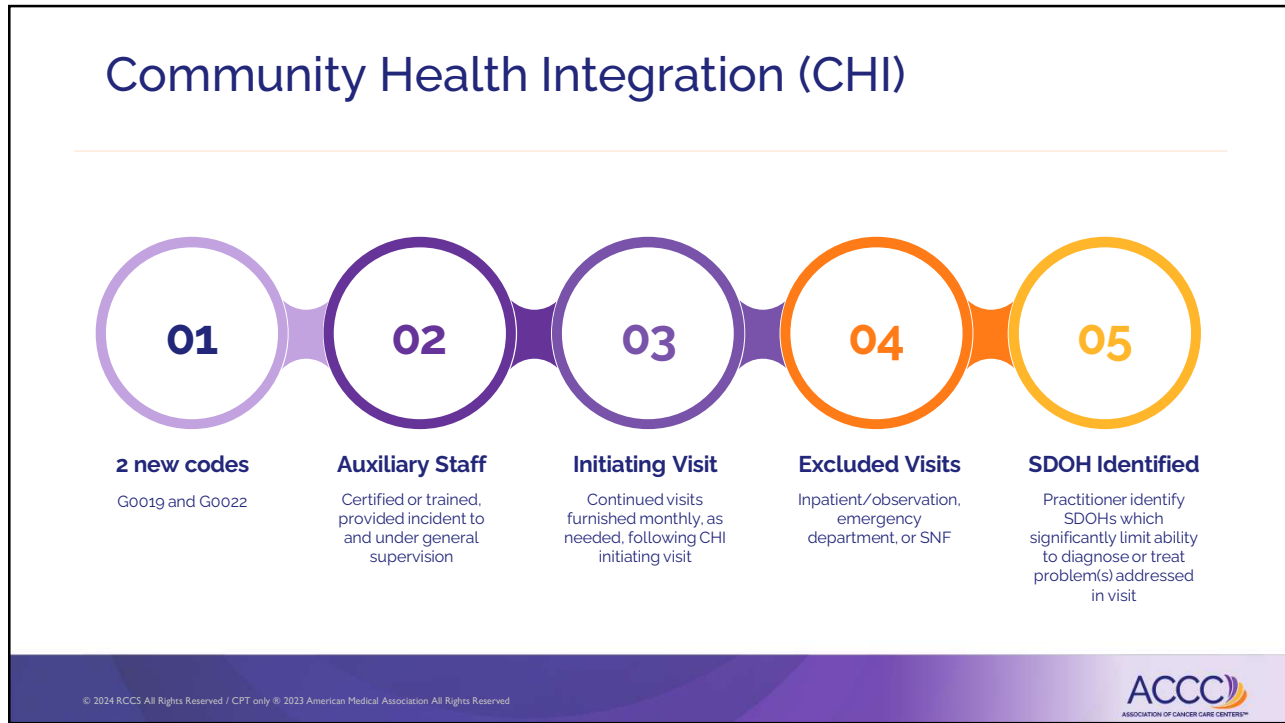 Community Health Integration (CHI)
01
02
03
04
05
2 new codes
G0019 and G0022
Auxiliary Staff
Certified or trained,
provided incident to
and under general
supervision
Initiating Visit
Continued visits
furnished monthly, as
needed, following CHI
initiating visit
Excluded Visits
Inpatient/observation,
emergency
department, or SNF
SDOH Identified
Practitioner identify
SDOHs which
significantly limit ability
to diagnose or treat
problem(s) addressed
in visit
© 2024 RCCS All Rights Reserved / CPT only ® 2023 American Medical Association All Rights Reserved
ACCC
ASSOCIATION OF CANCER CARE CENTERS™